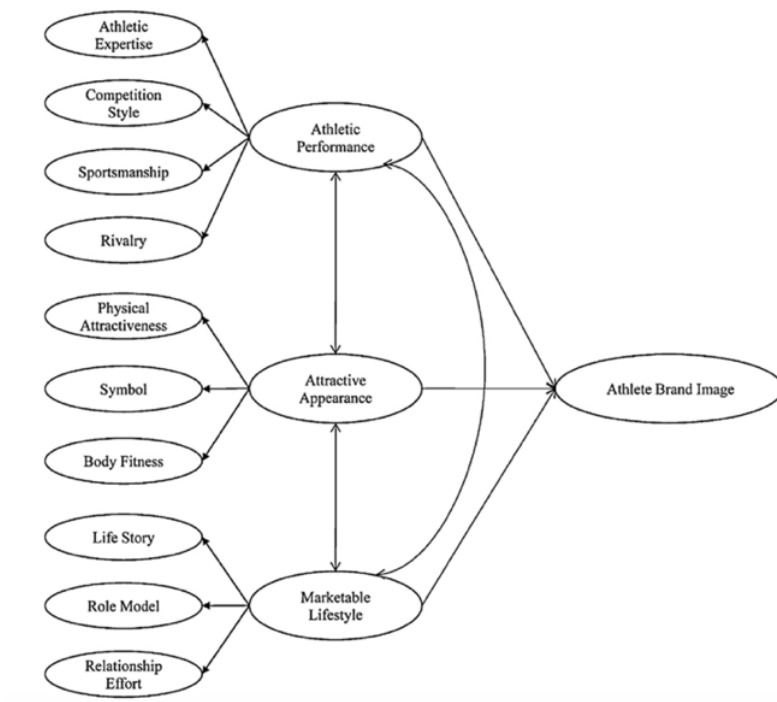 Athletic
Expertise
Competition
Style
Sportsmanship
Rivalry
Athletic
Performance
Physical
Attractiveness
Symbol
Body Fitness
Attractive
Appearance
Athlete Brand Image
Life Story
Role Model
Relationship
Effort
Marketable
Lifestyle